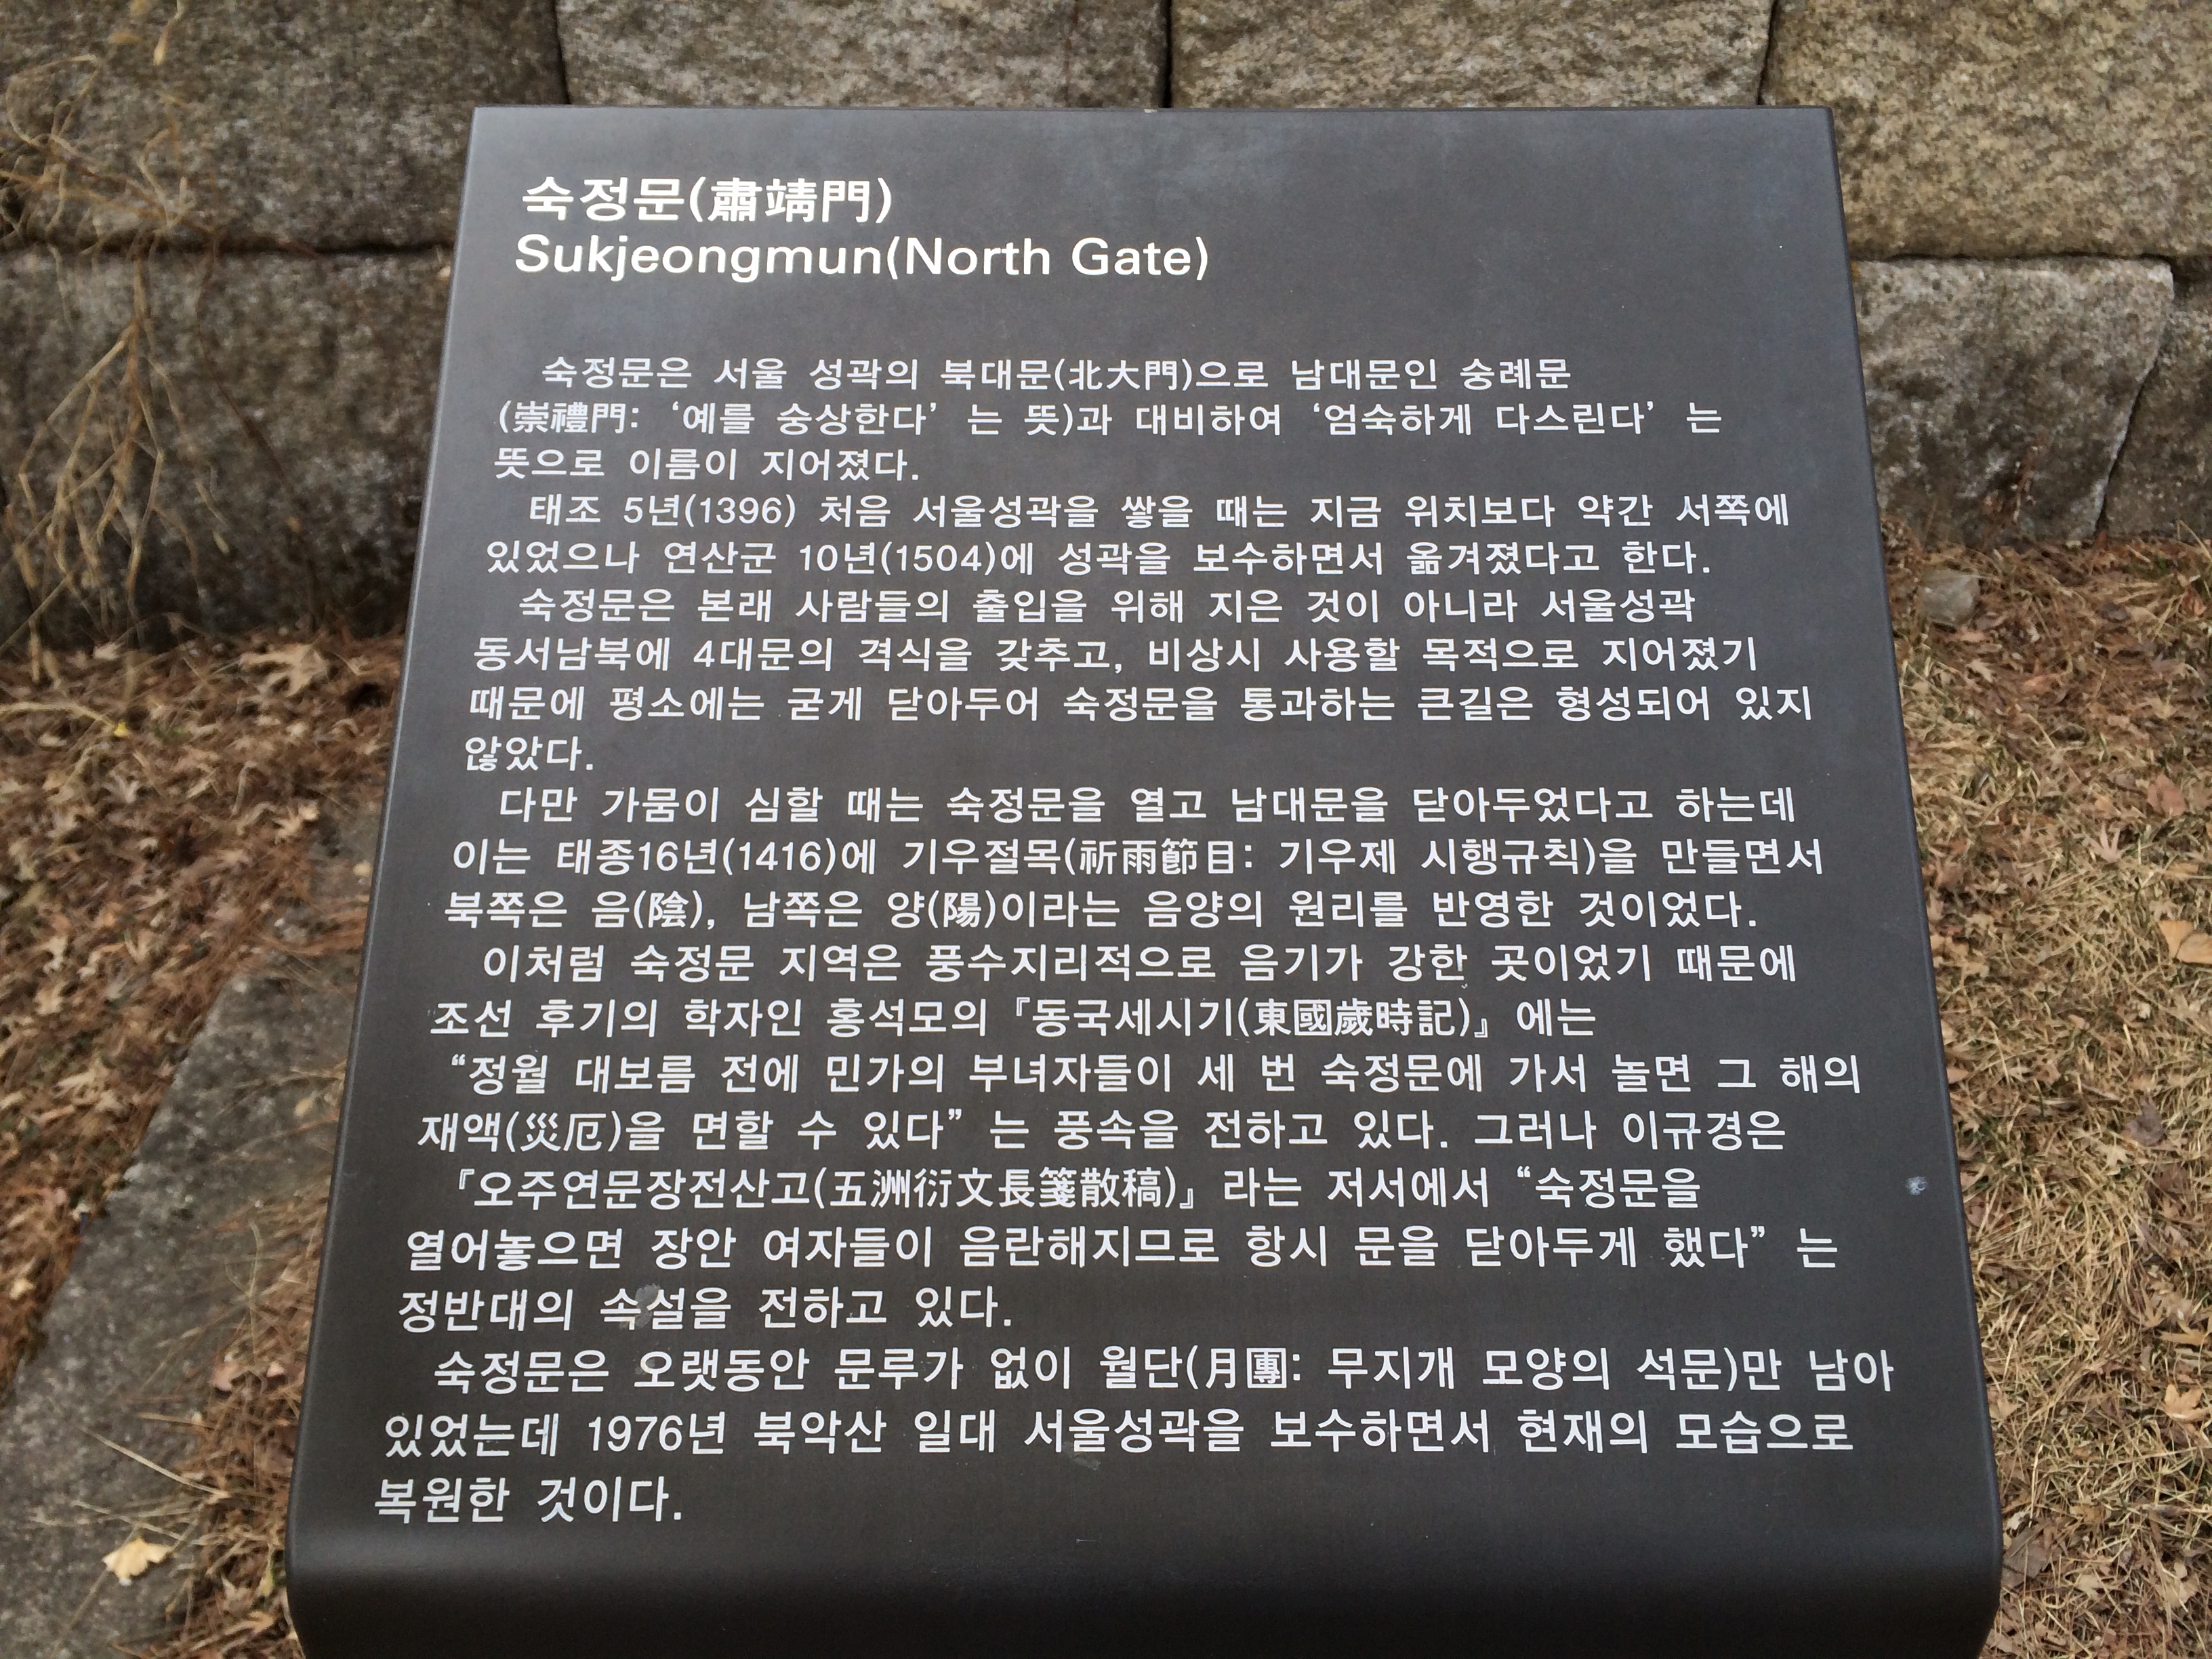 숙정문(肅靖門)
Sukjeongmun(North Gate)
숙정문은 서울 성곽의 북대문(北大門)으로 남대문인 숭례문
(崇禮門: ‘예를 숭상한다’ 는 뜻)과 대비하여 ‘엄숙하게 다스린다’ 는
뜻으로 이름이 지어졌다.
태조 5년(1396) 처음 서울성곽을 쌓을 때는 지금 위치보다 약간 서쪽에
있었으나 연산군 10년(1504)에 성곽을 보수하면서 옮겨졌다고 한다.
숙정문은 본래 사람들의 출입을 위해 지은 것이 아니라 서울성곽
동서남북에 4대문의 격식을 갖추고, 비상시 사용할 목적으로 지어졌기
때문에 평소에는 굳게 닫아두어 숙정문을 통과하는 큰길은 형성되어 있지
않았다.
다만 가뭄이 심할 때는 숙정문을 열고 남대문을 닫아두었다고 하는데
이는 태종16년(1416)에 기우절목(祈雨節目: 기우제 시행규칙)을 만들면서
북쪽은 음(陰), 남쪽은 양(陽)이라는 음양의 원리를 반영한 것이었다.
이처럼 숙정문 지역은 풍수지리적으로 음기가 강한 곳이었기 때문에
조선 후기의 학자인 홍석모의 『동국세시기(東國歲時記)』에는
“정월 대보름 전에 민가의 부녀자들이 세 번 숙정문에 가서 놀면 그 해의
재액(災厄)을 면할 수 있다” 는 풍속을 전하고 있다. 그러나 이규경은
『오주연문장전산고(五洲衍文長箋散稿)』라는 저서에서 “숙정문을
열어놓으면 장안 여자들이 음란해지므로 항시 문을 닫아두게 했다” 는
정반대의 속설을 전하고 있다.
숙정문은 오랫동안 문루가 없이 월단(月團: 무지개 모양의 석문)만 남아
있었는데 1976년 북악산 일대 서울성곽을 보수하면서 현재의 모습으로
복원한 것이다.